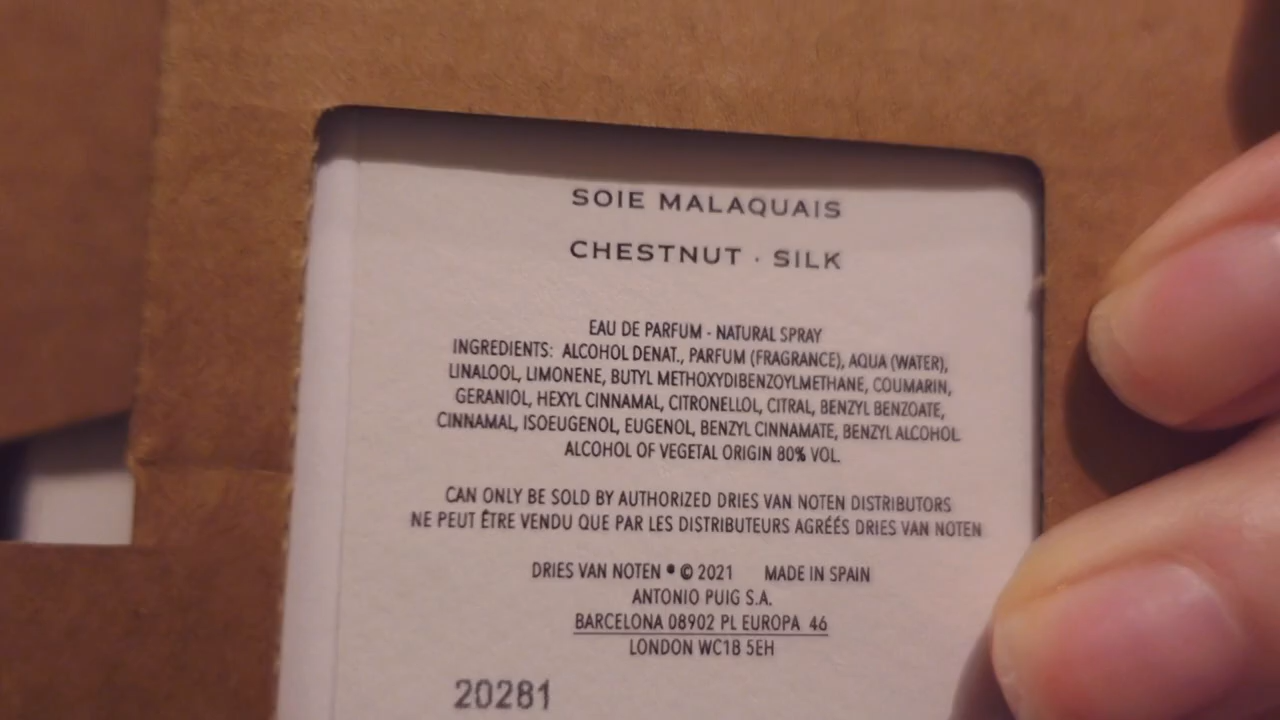 SOIE MALAQUAIS
CHESTNUT · SILK
EAU DE PARFUM - NATURAL SPRAY
INGREDIENTS: ALCOHOL DENAT., PARFUM (FRAGRANCE), AQUA (WATER),
LINALOOL, LIMONENE, BUTYL METHOXYDIBENZOYLMETHANE, COUMARIN,
GERANIOL, HEXYL CINNAMAL, CITRONELLOL, CITRAL, BENZYL BENZOATE,
CINNAMAL, ISOEUGENOL, EUGENOL, BENZYL CINNAMATE, BENZYL ALCOHOL.
ALCOHOL OF VEGETAL ORIGIN 80% VOL.
CAN ONLY BE SOLD BY AUTHORIZED DRIES VAN NOTEN DISTRIBUTORS
NE PEUT ÊTRE VENDU QUE PAR LES DISTRIBUTEURS AGRÉÉS DRIES VAN NOTEN
DRIES VAN NOTEN • © 2021 MADE IN SPAIN
ANTONIO PUIG S.A.
BARCELONA 08902 PL EUROPA 46
LONDON WC1B 5EH
20281